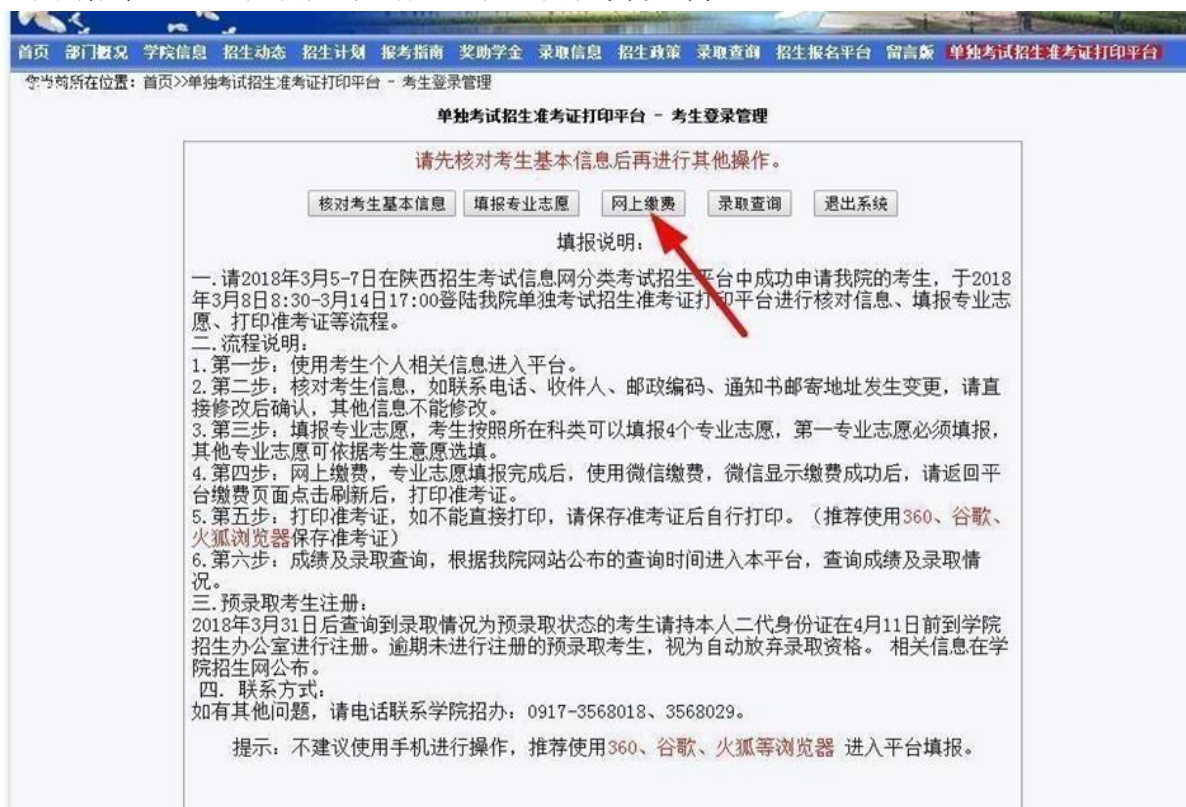 首页 部门概况 学院信息 招生动态 招生计划 报考指南 奖助学金 录取信息 招生政策 录取查询 招生报名平台 留言版 单独考试招生准考证打印平台
您当前所在位置：首页>>单独考试招生准考证打印平台 - 考生登录管理
单独考试招生准考证打印平台 - 考生登录管理
请先核对考生基本信息后再进行其他操作。
核对考生基本信息 填报专业志愿 网上缴费 录取查询 退出系统
填报说明：
一.请2018年3月5-7日在陕西招生考试信息网分类考试招生平台中成功申请我院的考生，于2018
年3月8日8:30-3月14日17:00登陆我院单独考试招生准考证打印平台进行核对信息、填报专业志
愿、打印准考证等流程。
二.流程说明：
1.第一步：使用考生个人相关信息进入平台。
2.第二步：核对考生信息，如联系电话、收件人、邮政编码、通知书邮寄地址发生变更，请直
接修改后确认，其他信息不能修改。
3.第三步：填报专业志愿，考生按照所在科类可以填报4个专业志愿，第一专业志愿必须填报，
其他专业志愿可依据考生意愿选填。
4.第四步：网上缴费，专业志愿填报完成后，使用微信缴费，微信显示缴费成功后，请返回平
台缴费页面点击刷新后，打印准考证。
5.第五步：打印准考证，如不能直接打印，请保存准考证后自行打印。（推荐使用360、谷歌、
火狐浏览器保存准考证）
6.第六步：成绩及录取查询，根据我院网站公布的查询时间进入本平台，查询成绩及录取情
况。
三.预录取考生注册：
2018年3月31日后查询到录取情况为预录取状态的考生请持本人二代身份证在4月11日前到学院
招生办公室进行注册。逾期未进行注册的预录取考生，视为自动放弃录取资格。 相关信息在学
院招生网公布。
四. 联系方式：
如有其他问题，请电话联系学院招办：0917-3568018、3568029。
提示：不建议使用手机进行操作，推荐使用360、谷歌、火狐等浏览器 进入平台填报。